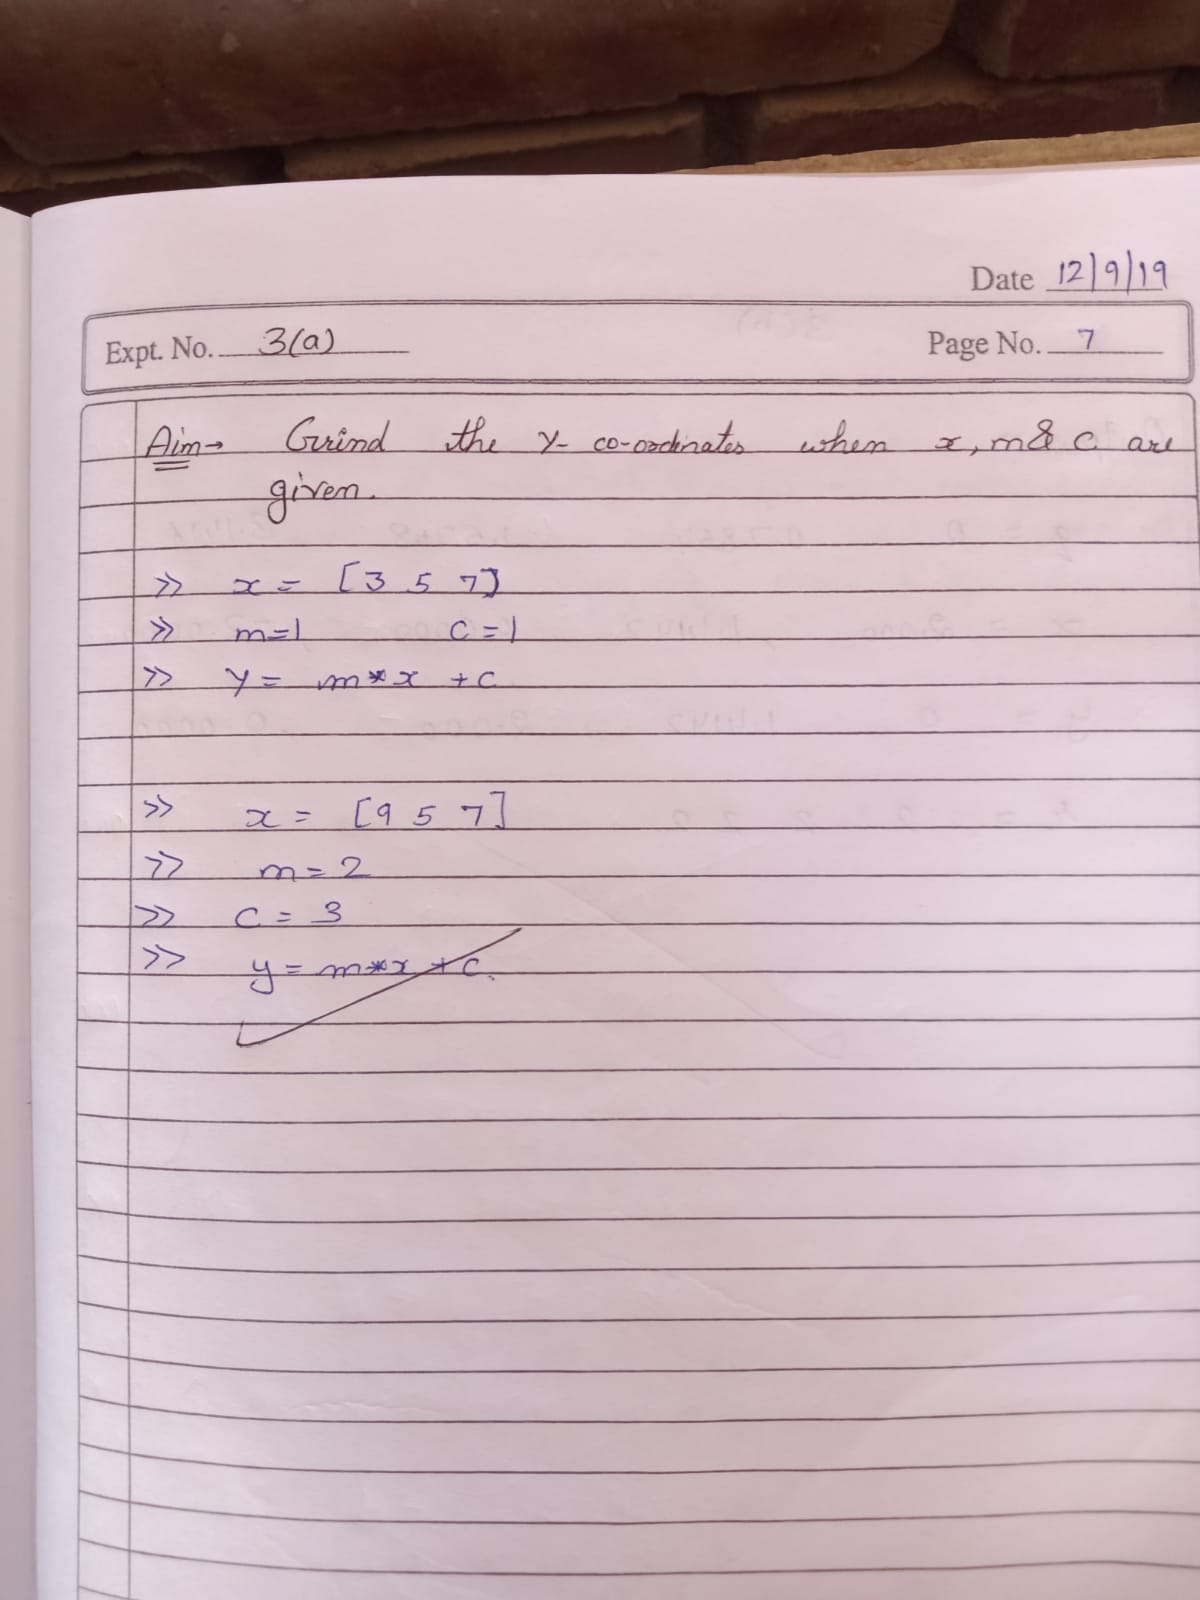 Date 12/9/19
Expt. No. 3(a) Page No. 7
Aim→ Grind the Y- co-ordinates when x, m & c are
given.
>> x = [3 5 7]
>> m=1 c=1
>> Y = m*x +c
>> x = [9 5 7]
>> m = 2
>> c = 3
>> y = m*x +c.